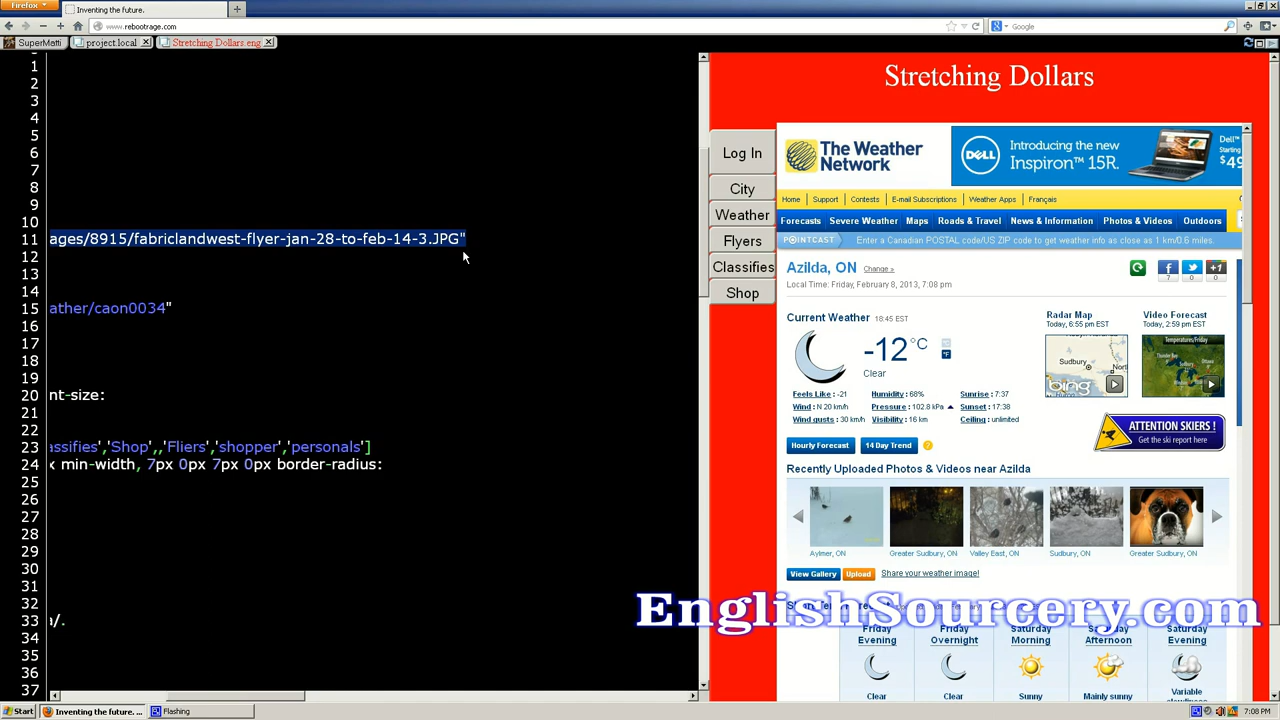 Firefox
Inventing the future.
www.rebootrage.com
Google
SuperMatti
project.local
Stretching Dollars.eng
1
2
3
4
5
6
7
8
9
10
11 ages/8915/fabriclandwest-flyer-jan-28-to-feb-14-3.JPG"
12
13
14
15 ather/caon0034"
16
17
18
19
20 nt-size:
21
22
23 assifies','Shop',,'Fliers','shopper','personals']
24 x min-width, 7px 0px 7px 0px border-radius:
25
26
27
28
29
30
31
32
33 a/.
34
35
36
37
Stretching Dollars
Log In
City
Weather
Flyers
Classifies
Shop
The Weather
Network
DELL
Introducing the new
Inspiron™ 15R.
Dell™
Starting
$49
Home Support Contests E-mail Subscriptions Weather Apps Français
Forecasts Severe Weather Maps Roads & Travel News & Information Photos & Videos Outdoors
POINTCAST Enter a Canadian POSTAL code/US ZIP code to get weather info as close as 1 km/0.6 miles.
Azilda, ON Change »
Local Time: Friday, February 8, 2013, 7:08 pm
7 0 0
Current Weather 18:45 EST
-12°C
°F
Clear
Feels Like : -21 Humidity : 68% Sunrise : 7:37
Wind : N 20 km/h Pressure : 102.8 kPa Sunset : 17:38
Wind gusts : 30 km/h Visibility : 16 km Ceiling : unlimited
Hourly Forecast 14 Day Trend ?
Radar Map
Today, 6:55 pm EST
Sudbury
bing
Video Forecast
Today, 2:59 pm EST
Temperatures/Friday
ATTENTION SKIERS!
Get the ski report here
Recently Uploaded Photos & Videos near Azilda
Aylmer, ON
Greater Sudbury, ON
Valley East, ON
Sudbury, ON
Greater Sudbury, ON
View Gallery Upload Share your weather image!
EnglishSourcery.com
Friday
Evening
Friday
Overnight
Saturday
Morning
Saturday
Afternoon
Saturday
Evening
Clear
Clear
Sunny
Mainly sunny
Variable
Start
Inventing the future. ...
Flashing
7:08 PM